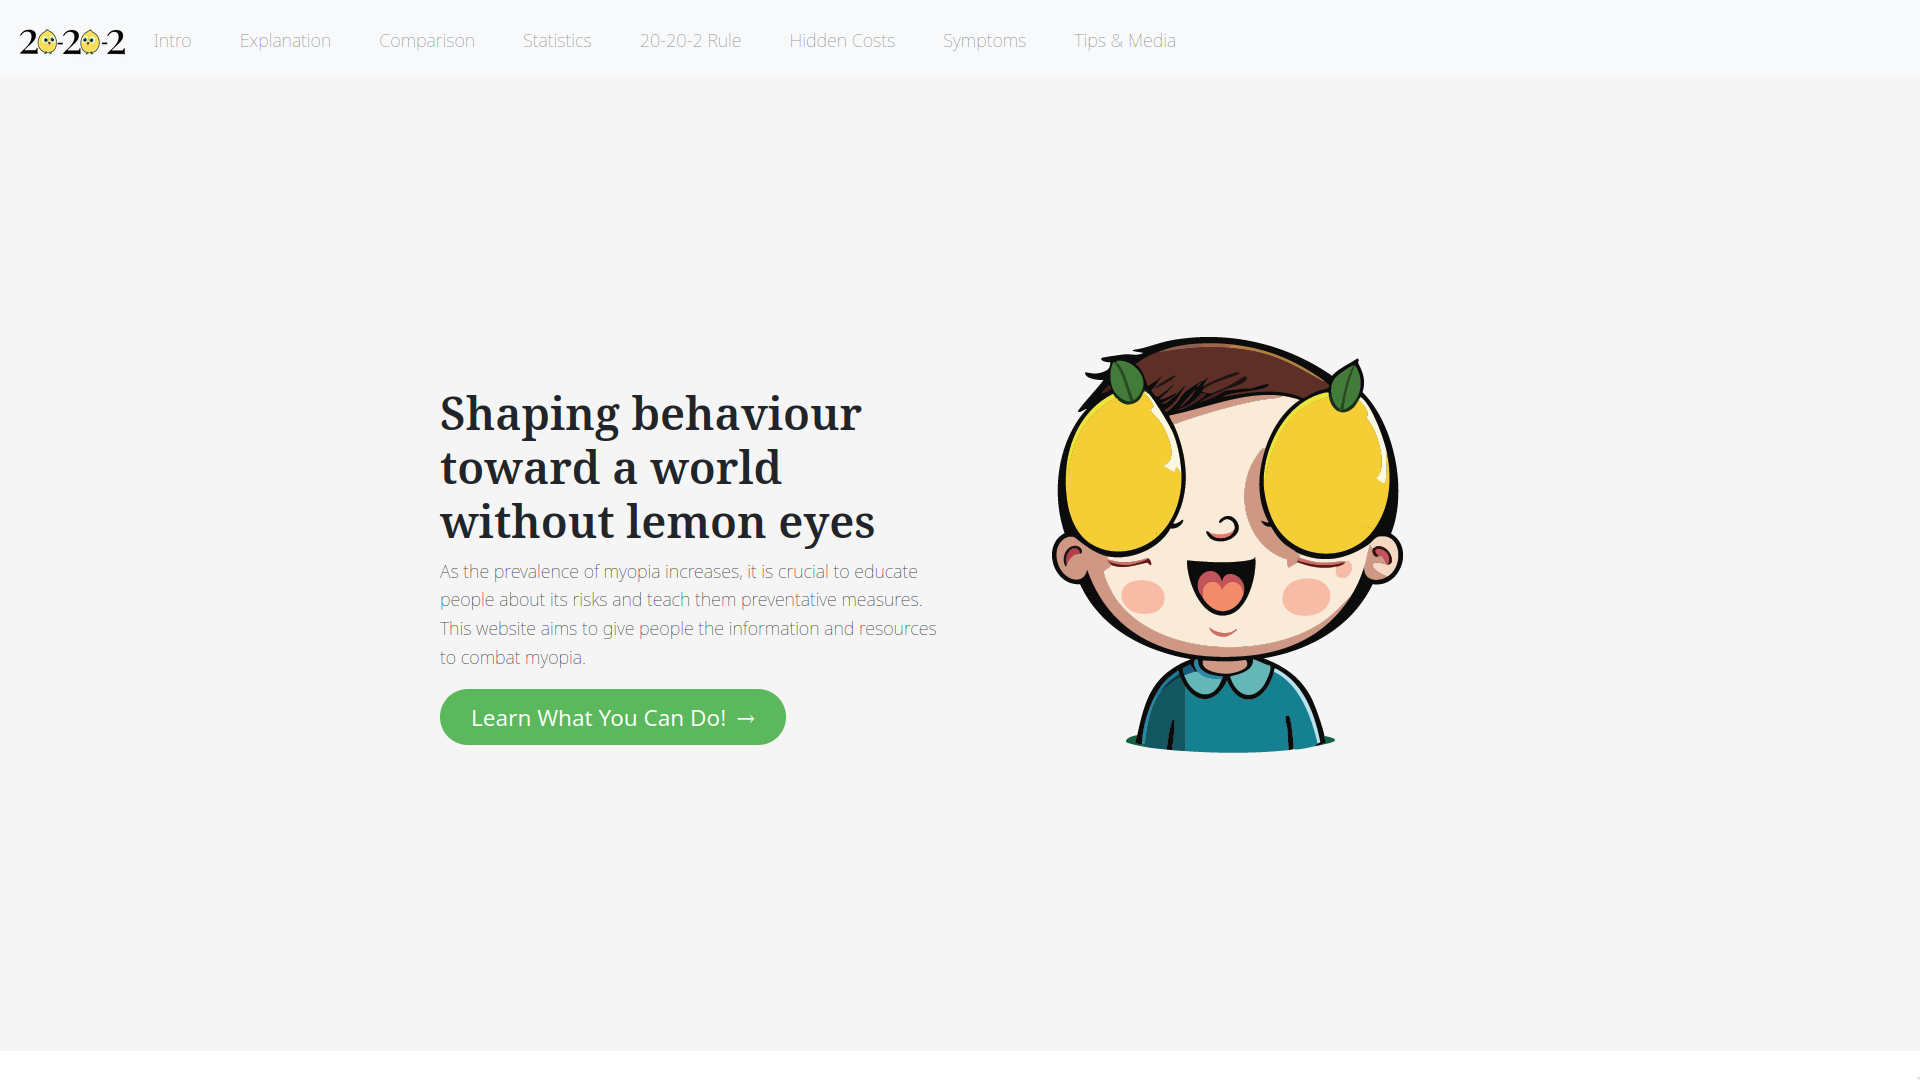 20-20-2
Intro
Explanation
Comparison
Statistics
20-20-2 Rule
Hidden Costs
Symptoms
Tips & Media
Shaping behaviour
toward a world
without lemon eyes
As the prevalence of myopia increases, it is crucial to educate
people about its risks and teach them preventative measures.
This website aims to give people the information and resources
to combat myopia.
Learn What You Can Do! →